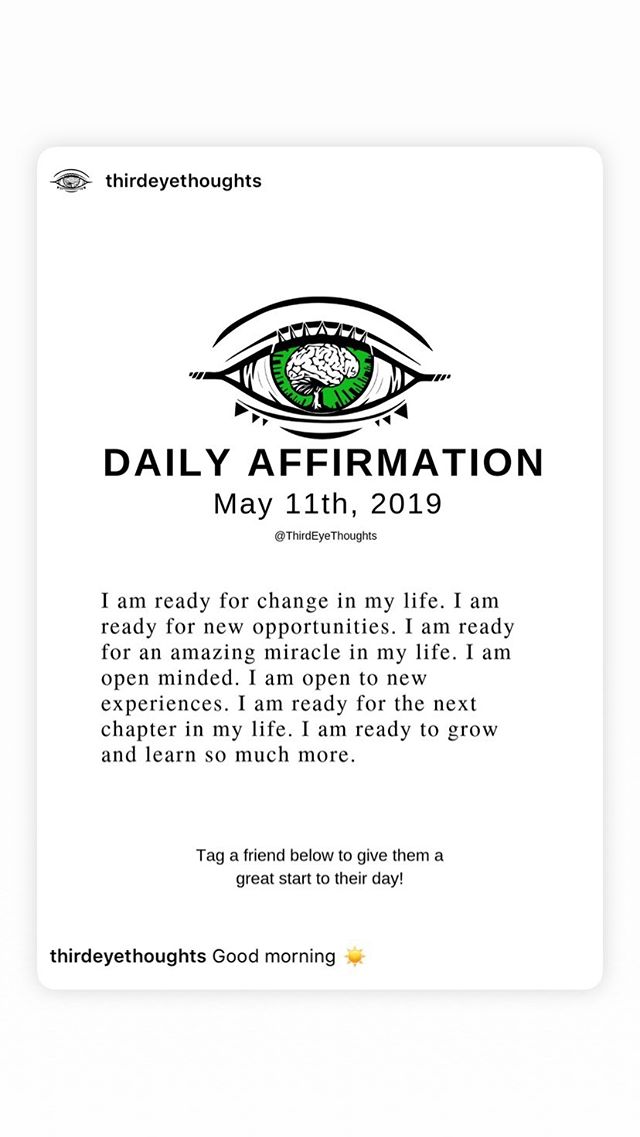 thirdeyethoughts
DAILY AFFIRMATION
May 11th, 2019
@ThirdEyeThoughts
I am ready for change in my life. I am
ready for new opportunities. I am ready
for an amazing miracle in my life. I am
open minded. I am open to new
experiences. I am ready for the next
chapter in my life. I am ready to grow
and learn so much more.
Tag a friend below to give them a
great start to their day!
thirdeyethoughts Good morning ☀️